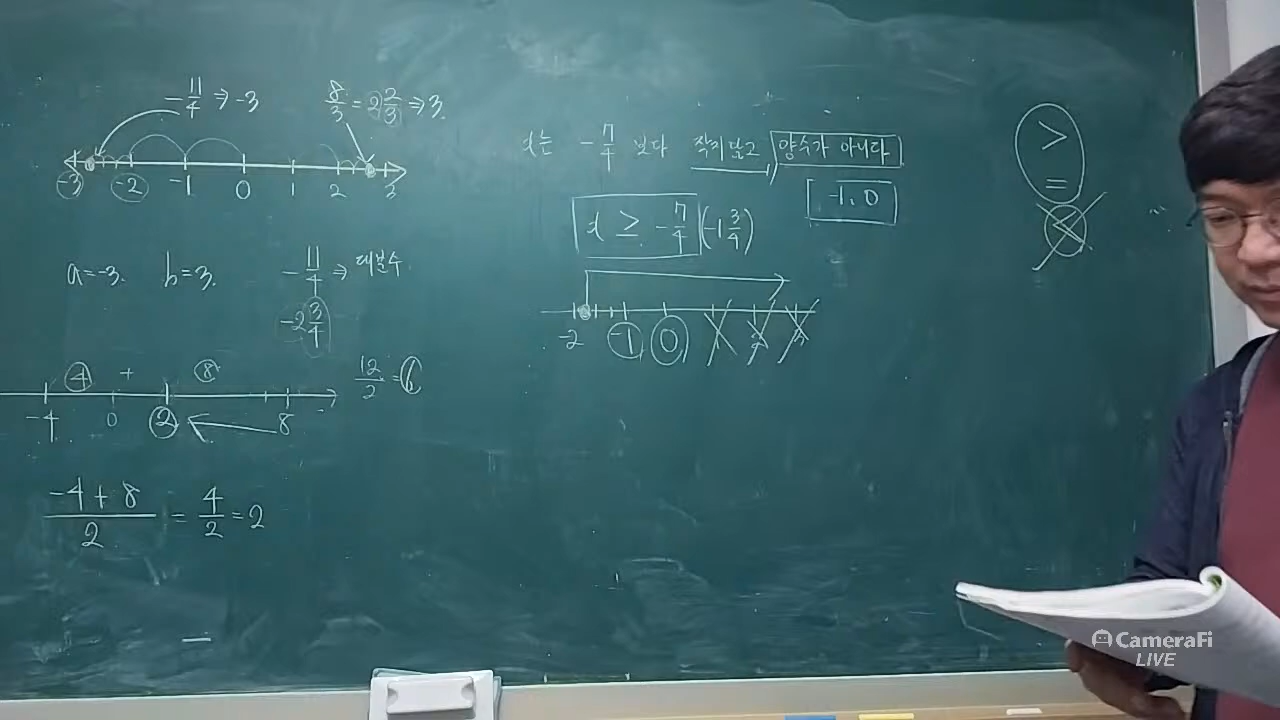 -11/4 ⇒ -3
8/3 = 2 2/3 ⇒ 3.
-3 -2 -1 0 1 2 3
a=-3. b=3.
-11/4 ⇒ 대분수
-2 3/4
4 + 8
12/2 = 6
-4 0 2 8
(-4+8)/2 = 4/2 = 2
x는 -7/4 보다 작지 않고 양수가 아니다
-1, 0
x ≥ -7/4 (-1 3/4)
-2 -1 0 1 2 3
>
=
<
CameraFi
LIVE